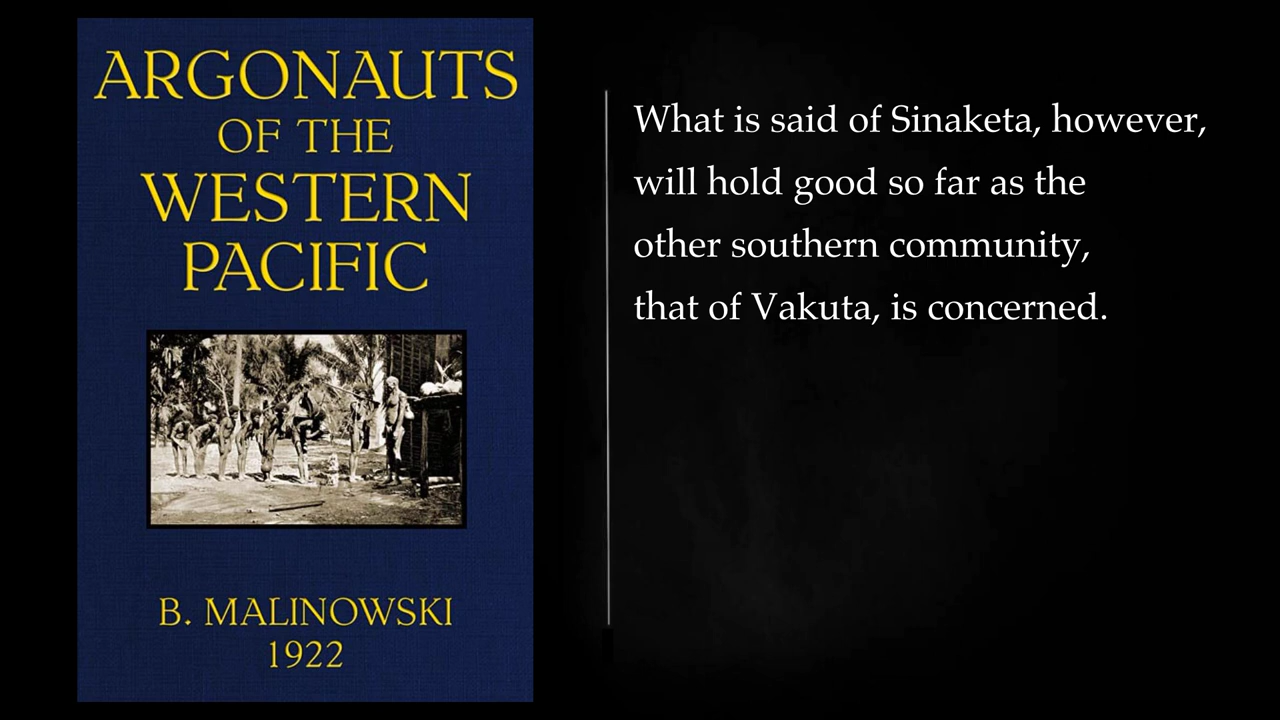 ARGONAUTS
OF THE
WESTERN
PACIFIC
B. MALINOWSKI
1922
What is said of Sinaketa, however,
will hold good so far as the
other southern community,
that of Vakuta, is concerned.